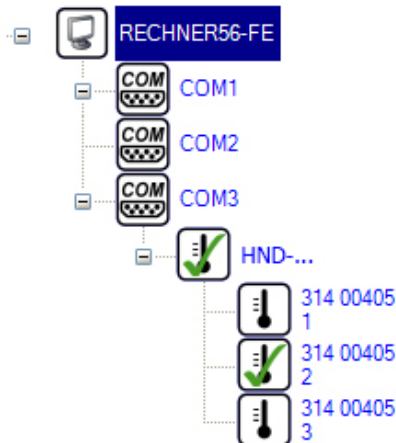 RECHNER56-FE
COM COM1
COM COM2
COM COM3
HND-...
314 00405
1
314 00405
2
314 00405
3